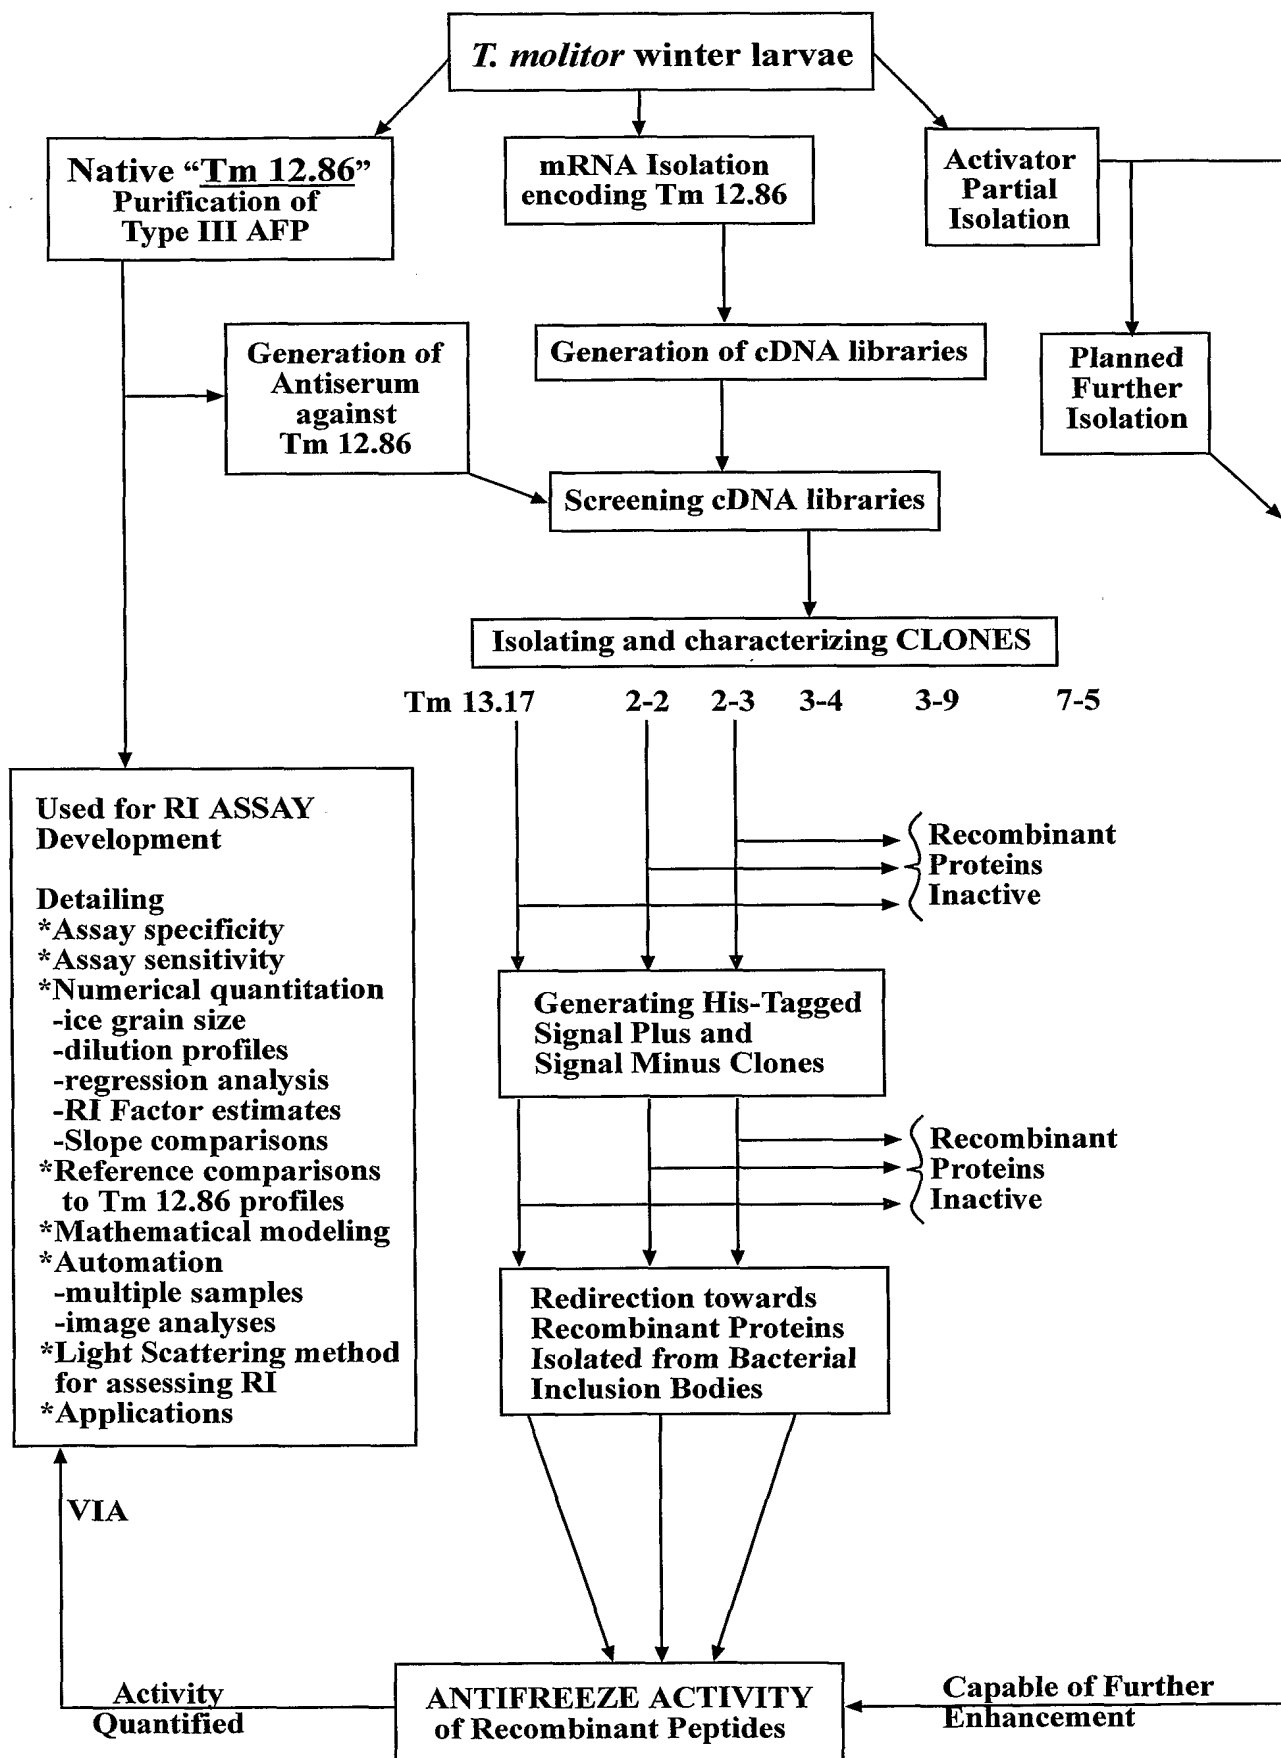 T. molitor winter larvae
Native “Tm 12.86”
Purification of
Type III AFP
mRNA Isolation
encoding Tm 12.86
Activator
Partial
Isolation
Generation of
Antiserum
against
Tm 12.86
Generation of cDNA libraries
Planned
Further
Isolation
Screening cDNA libraries
Isolating and characterizing CLONES
Tm 13.17 2-2 2-3 3-4 3-9 7-5
Used for RI ASSAY
Development
Detailing
*Assay specificity
*Assay sensitivity
*Numerical quantitation
-ice grain size
-dilution profiles
-regression analysis
-RI Factor estimates
-Slope comparisons
*Reference comparisons
to Tm 12.86 profiles
*Mathematical modeling
*Automation
-multiple samples
-image analyses
*Light Scattering method
for assessing RI
*Applications
Recombinant
Proteins
Inactive
Generating His-Tagged
Signal Plus and
Signal Minus Clones
Recombinant
Proteins
Inactive
Redirection towards
Recombinant Proteins
Isolated from Bacterial
Inclusion Bodies
VIA
Activity
Quantified
ANTIFREEZE ACTIVITY
of Recombinant Peptides
Capable of Further
Enhancement